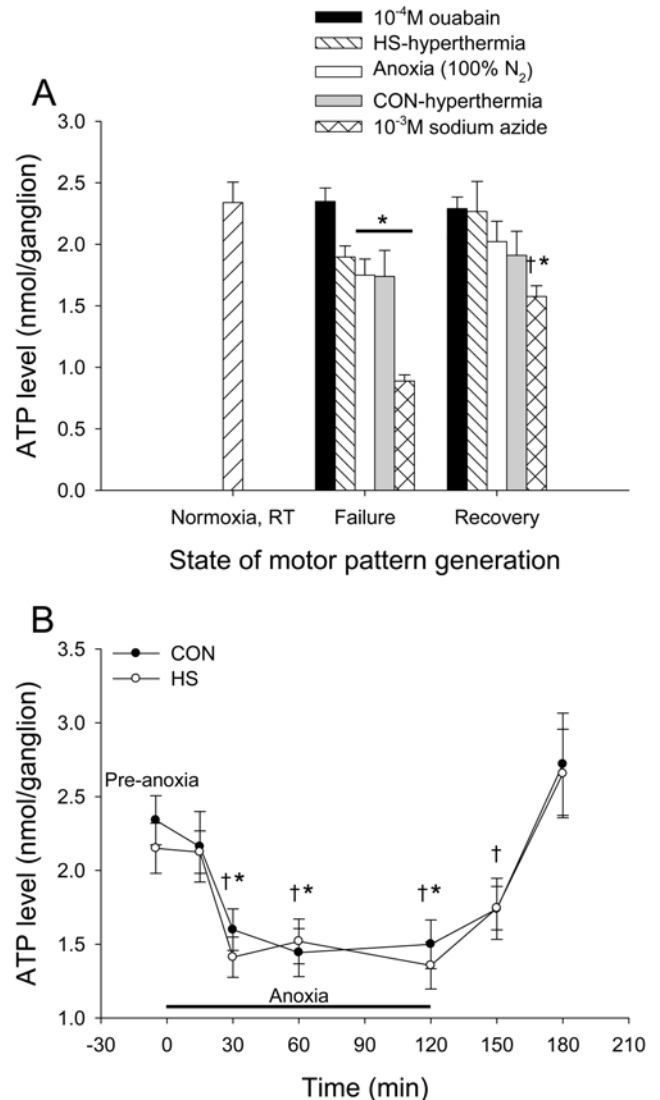 10⁻⁴M ouabain
HS-hyperthermia
Anoxia (100% N₂)
CON-hyperthermia
10⁻³M sodium azide
A
ATP level (nmol/ganglion)
3.0
2.5
2.0
1.5
1.0
0.5
0.0
*
†*
Normoxia, RT Failure Recovery
State of motor pattern generation
B
CON
HS
ATP level (nmol/ganglion)
3.5
3.0
2.5
2.0
1.5
1.0
Pre-anoxia
†* †* †* †
Anoxia
-30 0 30 60 90 120 150 180 210
Time (min)